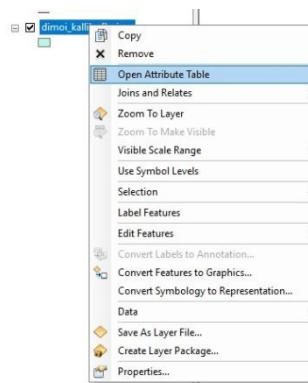 Copy
Remove
Open Attribute Table
Joins and Relates
Zoom To Layer
Zoom To Make Visible
Visible Scale Range
Use Symbol Levels
Selection
Label Features
Edit Features
Convert Labels to Annotation...
Convert Features to Graphics...
Convert Symbology to Representation...
Data
Save As Layer File...
Create Layer Package...
Properties...